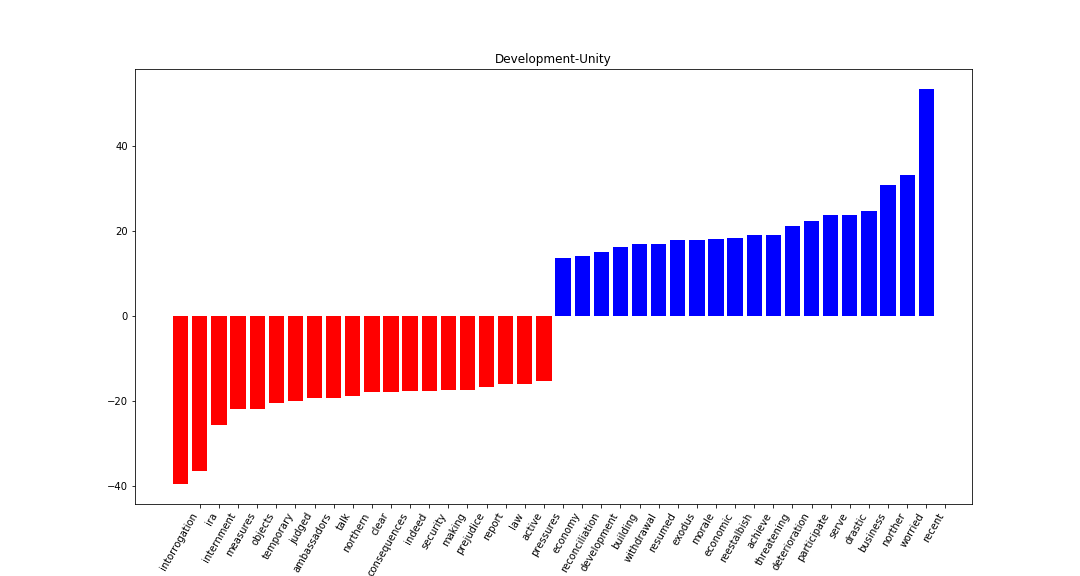 Development-Unity
40
20
0
−20
−40
intorrogation
ira
internment
measures
objects
temporary
judged
ambassadors
talk
northern
clear
consequences
indeed
security
making
prejudice
report
law
active
pressures
economy
reconciliation
development
building
withdrawal
resumed
exodus
morale
economic
reestalbish
achieve
threatening
deterioration
participate
serve
drastic
business
norther
worried
recent